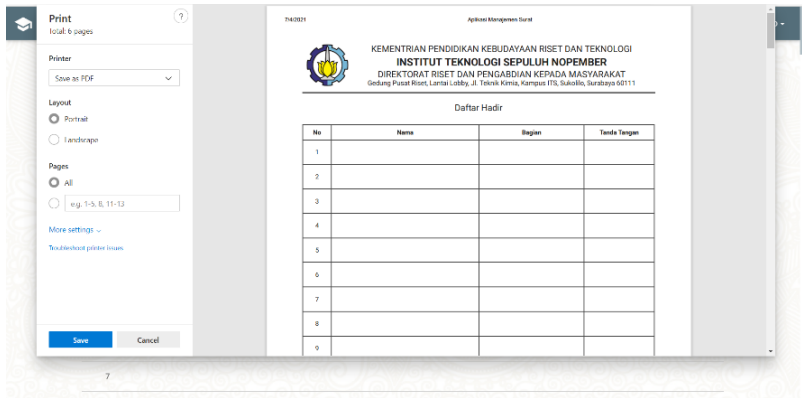 Print
?
Total: 6 pages
Printer
Save as PDF
Layout
Portrait
Landscape
Pages
All
e.g. 1-5, 8, 11-13
More settings
Troubleshoot printer issues
Save
Cancel
7/4/2021
Aplikasi Manajemen Surat
KEMENTRIAN PENDIDIKAN KEBUDAYAAN RISET DAN TEKNOLOGI
INSTITUT TEKNOLOGI SEPULUH NOPEMBER
DIREKTORAT RISET DAN PENGABDIAN KEPADA MASYARAKAT
Gedung Pusat Riset, Lantai Lobby, Jl. Teknik Kimia, Kampus ITS, Sukolilo, Surabaya 60111
Daftar Hadir
No Nama Bagian Tanda Tangan
1
2
3
4
5
6
7
8
9
7